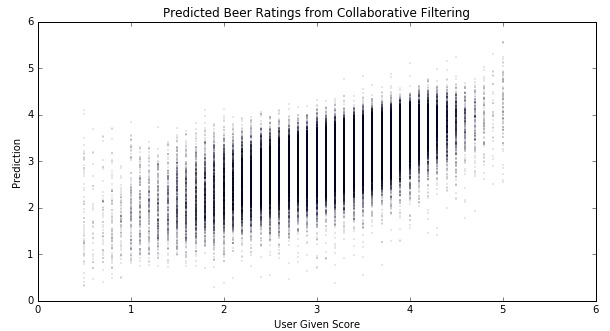 Predicted Beer Ratings from Collaborative Filtering
6
5
4
3
2
1
0
Prediction
0 1 2 3 4 5 6
User Given Score